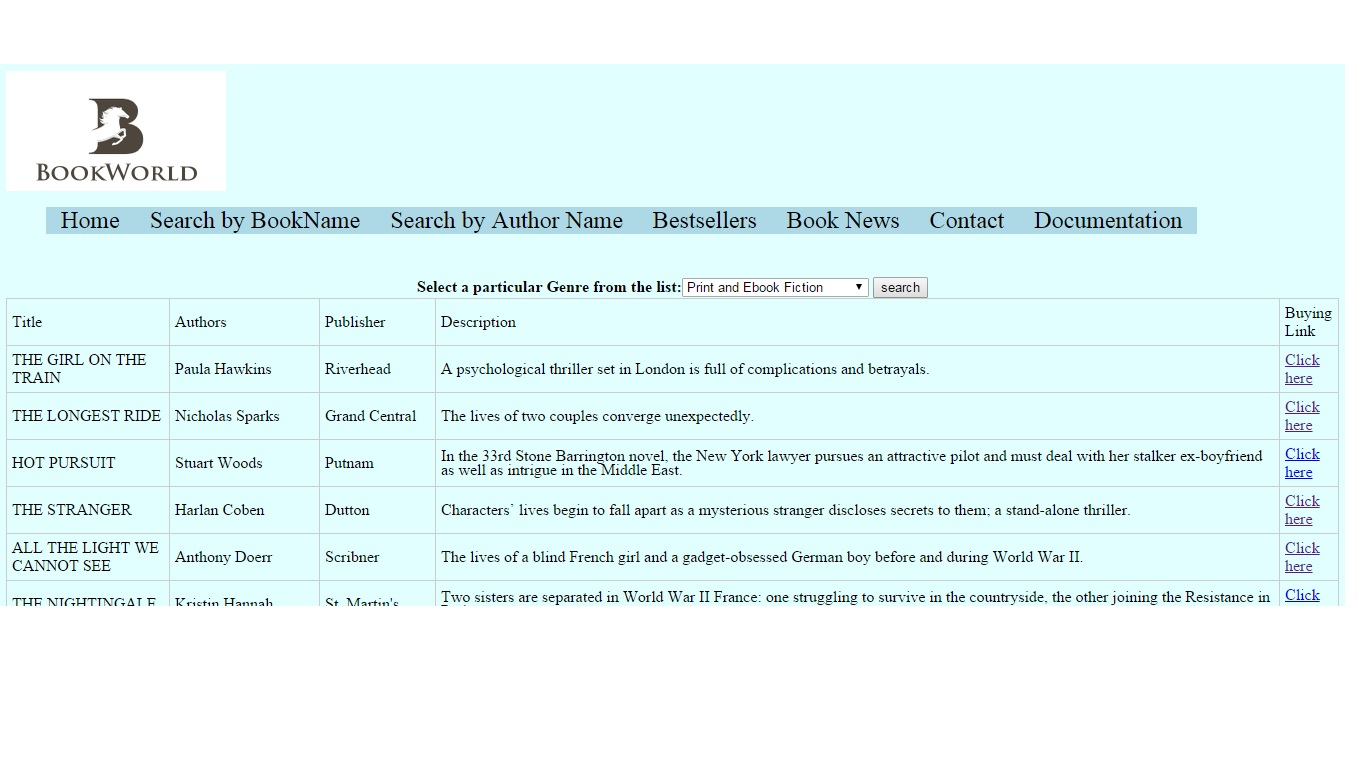 B
BOOKWORLD
Home Search by BookName Search by Author Name Bestsellers Book News Contact Documentation
Select a particular Genre from the list: Print and Ebook Fiction search
Title Authors Publisher Description Buying Link
THE GIRL ON THE TRAIN Paula Hawkins Riverhead A psychological thriller set in London is full of complications and betrayals. Click here
THE LONGEST RIDE Nicholas Sparks Grand Central The lives of two couples converge unexpectedly. Click here
HOT PURSUIT Stuart Woods Putnam In the 33rd Stone Barrington novel, the New York lawyer pursues an attractive pilot and must deal with her stalker ex-boyfriend as well as intrigue in the Middle East. Click here
THE STRANGER Harlan Coben Dutton Characters’ lives begin to fall apart as a mysterious stranger discloses secrets to them; a stand-alone thriller. Click here
ALL THE LIGHT WE CANNOT SEE Anthony Doerr Scribner The lives of a blind French girl and a gadget-obsessed German boy before and during World War II. Click here
THE NIGHTINGALE Kristin Hannah St. Martin's Two sisters are separated in World War II France: one struggling to survive in the countryside, the other joining the Resistance in Click